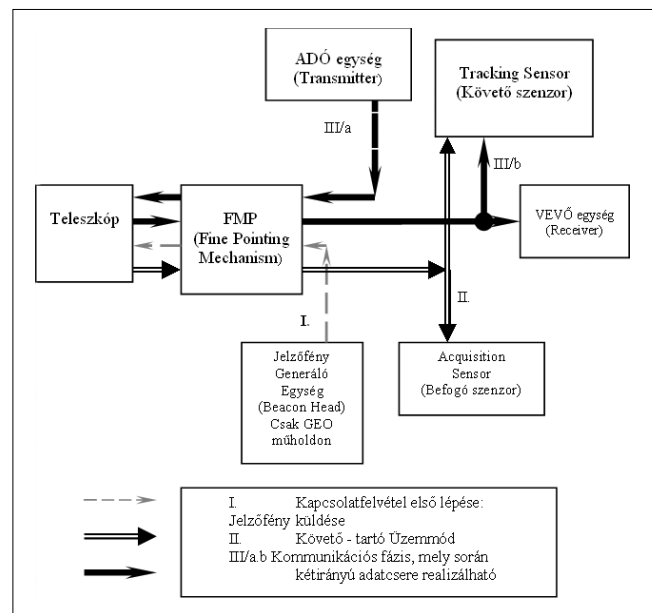 ADÓ egység
(Transmitter)
Tracking Sensor
(Követő szenzor)
III/a
III/b
Teleszkóp
FMP
(Fine Pointing
Mechanism)
VEVŐ egység
(Receiver)
II.
I.
Jelzőfény
Generáló
Egység
(Beacon Head)
Csak GEO
műholdon
Acquisition
Sensor
(Befogó szenzor)
I. Kapcsolatfelvétel első lépése:
Jelzőfény küldése
II. Követő - tartó Üzemmód
III/a.b Kommunikációs fázis, mely során
kétirányú adatcsere realizálható